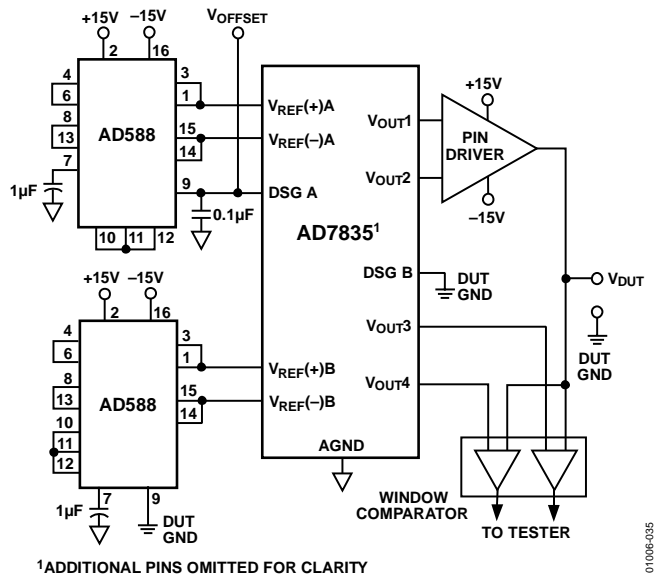 +15V –15V VOFFSET
2 16
4 3
6 1 VREF(+)A
8
13 AD588 15 VREF(–)A
14
7
1µF 9 DSG A
0.1µF
10 11 12
VOUT1 +15V
PIN
DRIVER
VOUT2
–15V
AD7835¹
DSG B DUT
GND
VDUT
VOUT3 DUT
GND
VOUT4
+15V –15V
2 16
4 3
6 1 VREF(+)B
8
13 AD588 15 VREF(–)B
10 14
11
12
AGND
1µF 7 9 DUT
GND
WINDOW
COMPARATOR TO TESTER
¹ADDITIONAL PINS OMITTED FOR CLARITY
01006-035